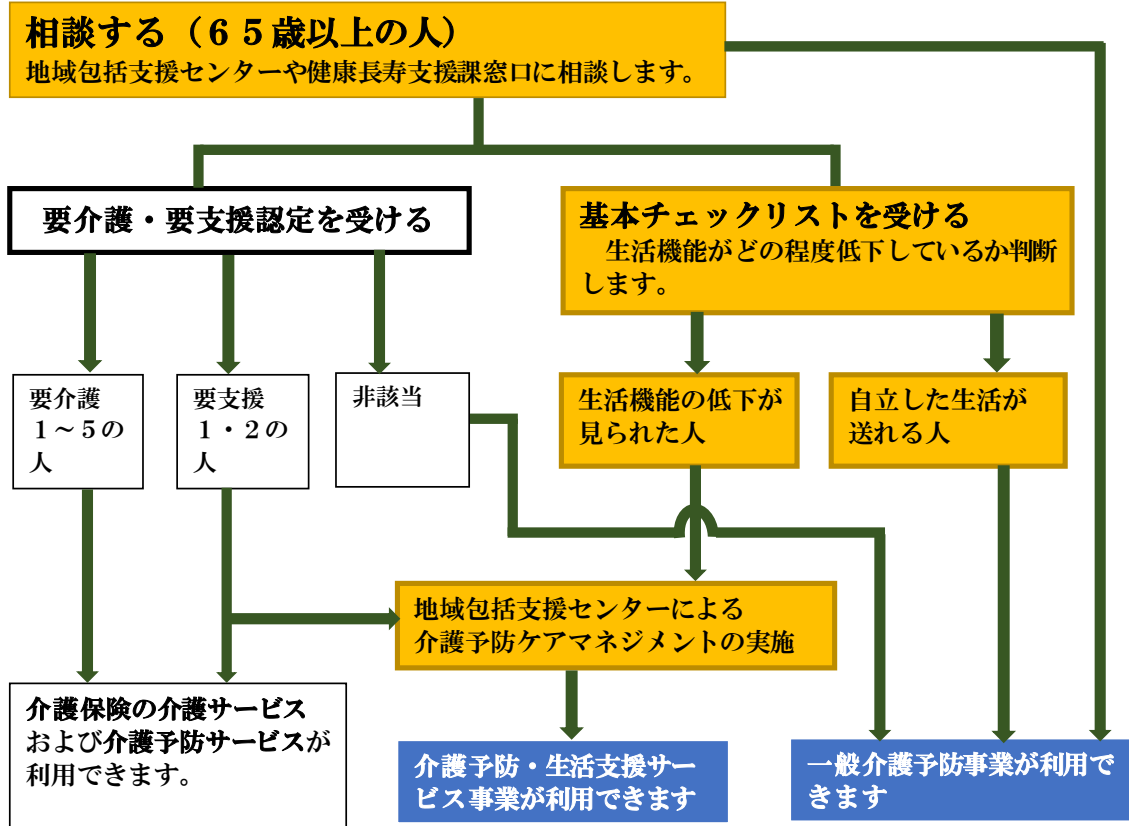 相談する（６５歳以上の人）
地域包括支援センターや健康長寿支援課窓口に相談します。
要介護・要支援認定を受ける
基本チェックリストを受ける
生活機能がどの程度低下しているか判断
します。
要介護
１～５の
人
要支援
１・２の
人
非該当
生活機能の低下が
見られた人
自立した生活が
送れる人
地域包括支援センターによる
介護予防ケアマネジメントの実施
介護保険の介護サービス
および介護予防サービスが
利用できます。
介護予防・生活支援サー
ビス事業が利用できます
一般介護予防事業が利用で
きます